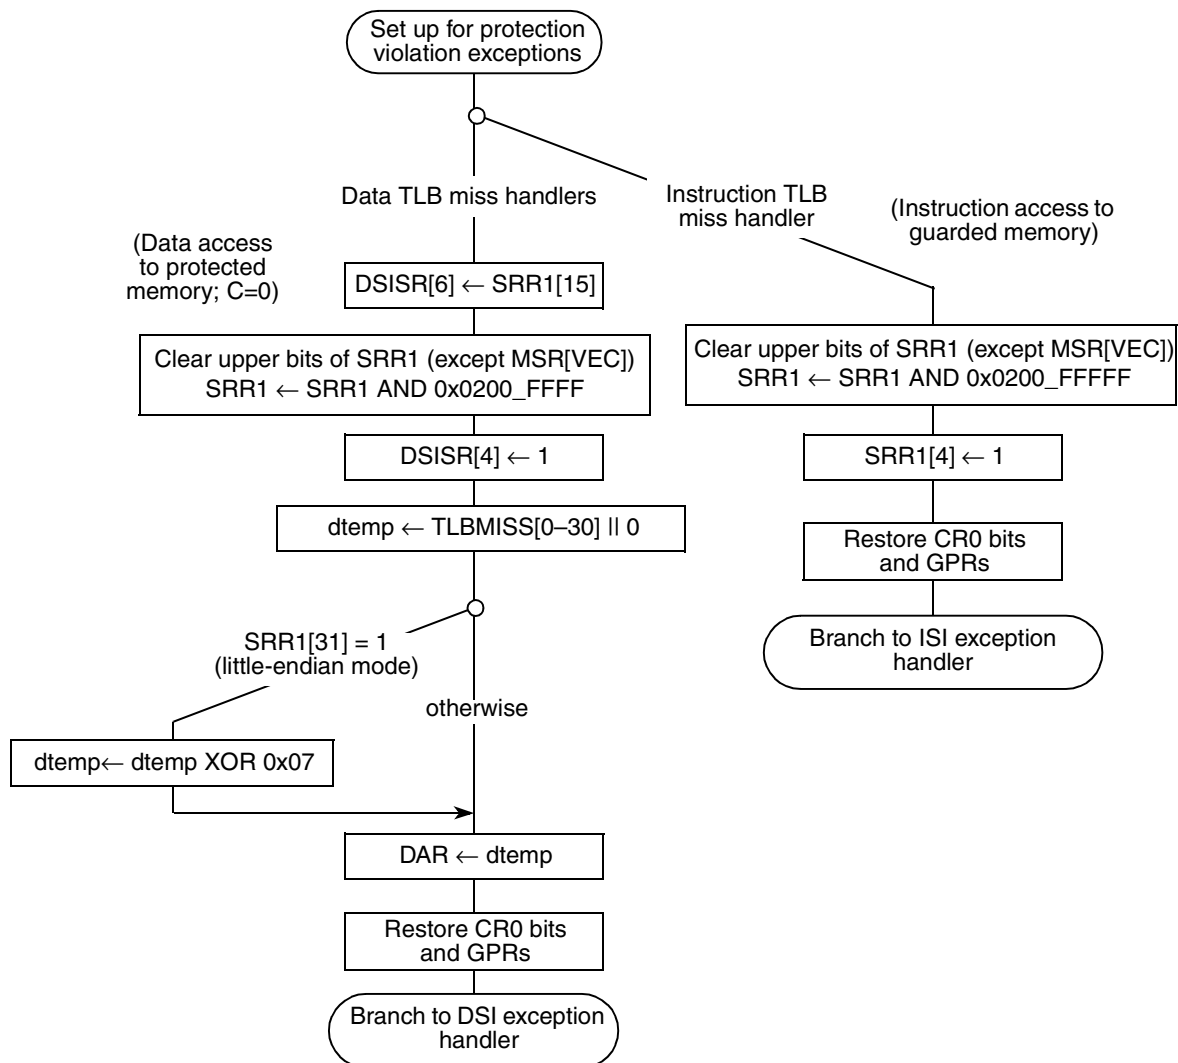 Set up for protection
violation exceptions
Data TLB miss handlers
Instruction TLB
miss handler
(Instruction access to
guarded memory)
(Data access
to protected
memory; C=0)
DSISR[6] ← SRR1[15]
Clear upper bits of SRR1 (except MSR[VEC])
SRR1 ← SRR1 AND 0x0200_FFFF
Clear upper bits of SRR1 (except MSR[VEC])
SRR1 ← SRR1 AND 0x0200_FFFFF
DSISR[4] ← 1
SRR1[4] ← 1
dtemp ← TLBMISS[0–30] || 0
Restore CR0 bits
and GPRs
Branch to ISI exception
handler
SRR1[31] = 1
(little-endian mode)
otherwise
dtemp← dtemp XOR 0x07
DAR ← dtemp
Restore CR0 bits
and GPRs
Branch to DSI exception
handler